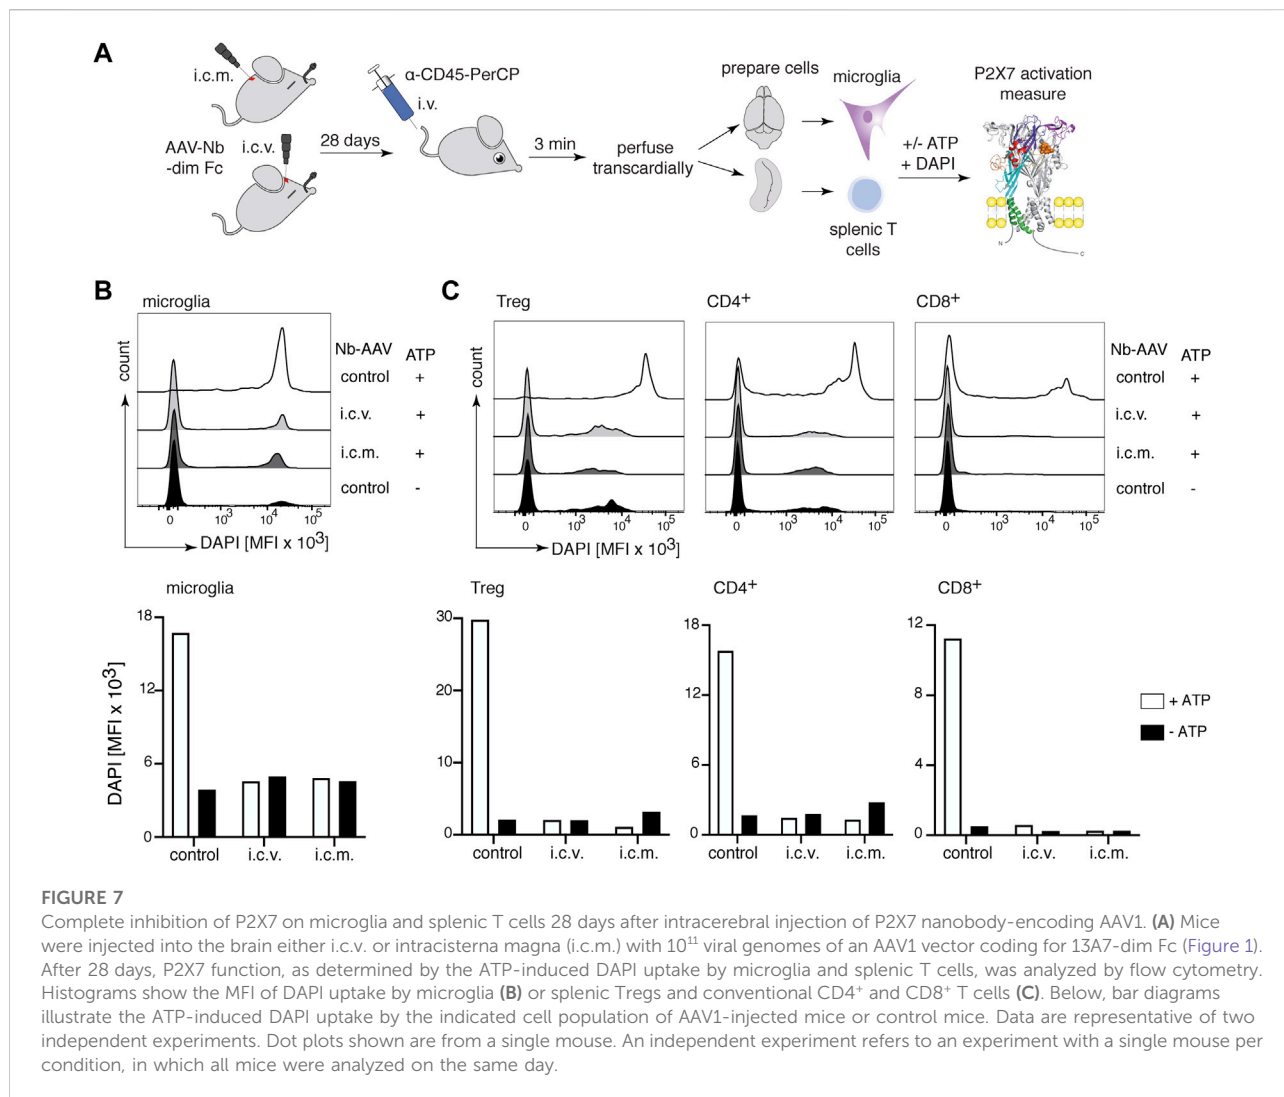 A
i.c.m.
AAV-Nb
-dim Fc
i.c.v.
28 days
α-CD45-PerCP
i.v.
3 min
perfuse
transcardially
prepare cells
microglia
splenic T
cells
+/- ATP
+ DAPI
P2X7 activation
measure
N
C
B
microglia
count
Nb-AAV ATP
control +
i.c.v. +
i.c.m. +
control -
0 10³ 10⁴ 10⁵
DAPI [MFI x 10³]
C
Treg
CD4⁺
CD8⁺
count
Nb-AAV ATP
control +
i.c.v. +
i.c.m. +
control -
0 10³ 10⁴ 10⁵
0 10³ 10⁴ 10⁵
0 10³ 10⁴ 10⁵
DAPI [MFI x 10³]
DAPI [MFI x 10³]
microglia
DAPI [MFI x 10³]
18
12
6
0
control i.c.v. i.c.m.
Treg
30
20
10
0
control i.c.v. i.c.m.
CD4⁺
18
12
6
0
control i.c.v. i.c.m.
CD8⁺
12
8
4
0
control i.c.v. i.c.m.
+ ATP
- ATP
FIGURE 7
Complete inhibition of P2X7 on microglia and splenic T cells 28 days after intracerebral injection of P2X7 nanobody-encoding AAV1. (A) Mice
were injected into the brain either i.c.v. or intracisterna magna (i.c.m.) with 10¹¹ viral genomes of an AAV1 vector coding for 13A7-dim Fc (Figure 1).
After 28 days, P2X7 function, as determined by the ATP-induced DAPI uptake by microglia and splenic T cells, was analyzed by flow cytometry.
Histograms show the MFI of DAPI uptake by microglia (B) or splenic Tregs and conventional CD4⁺ and CD8⁺ T cells (C). Below, bar diagrams
illustrate the ATP-induced DAPI uptake by the indicated cell population of AAV1-injected mice or control mice. Data are representative of two
independent experiments. Dot plots shown are from a single mouse. An independent experiment refers to an experiment with a single mouse per
condition, in which all mice were analyzed on the same day.